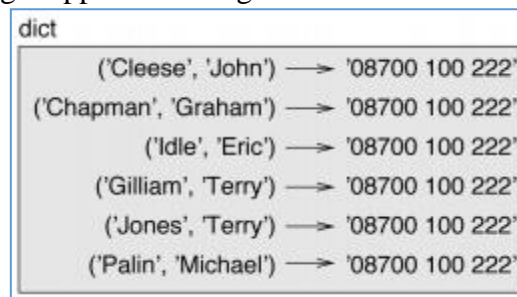 dict
('Cleese', 'John') → '08700 100 222'
('Chapman', 'Graham') → '08700 100 222'
('Idle', 'Eric') → '08700 100 222'
('Gilliam', 'Terry') → '08700 100 222'
('Jones', 'Terry') → '08700 100 222'
('Palin', 'Michael') → '08700 100 222'